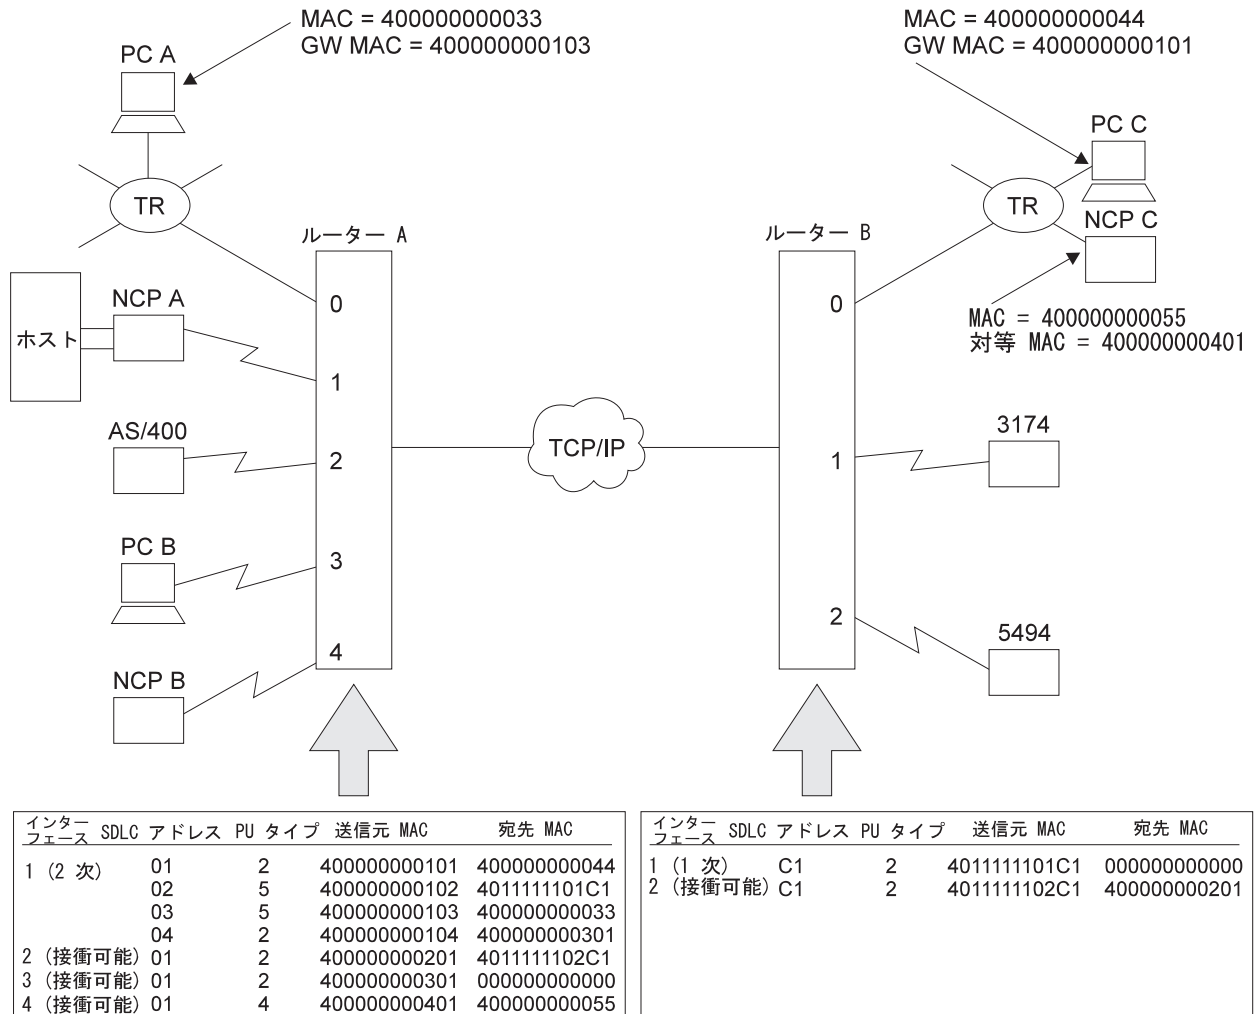 MAC = 400000000033
GW MAC = 400000000103
MAC = 400000000044
GW MAC = 400000000101
PC A
PC C
TR
TR
NCP C
ルーター A
ルーター B
NCP A
ホスト
0
0
MAC = 400000000055
対等 MAC = 400000000401
1
AS/400
3174
TCP/IP
2
1
PC B
3
2
5494
4
NCP B
インターフェース SDLC アドレス PU タイプ 送信元 MAC 宛先 MAC
1 (2 次) 01 2 400000000101 400000000044
02 5 400000000102 4011111101C1
03 5 400000000103 400000000033
04 2 400000000104 400000000301
2 (接衝可能) 01 2 400000000201 4011111102C1
3 (接衝可能) 01 2 400000000301 000000000000
4 (接衝可能) 01 4 400000000401 400000000055
インターフェース SDLC アドレス PU タイプ 送信元 MAC 宛先 MAC
1 (1 次) C1 2 4011111101C1 000000000000
2 (接衝可能) C1 2 4011111102C1 400000000201